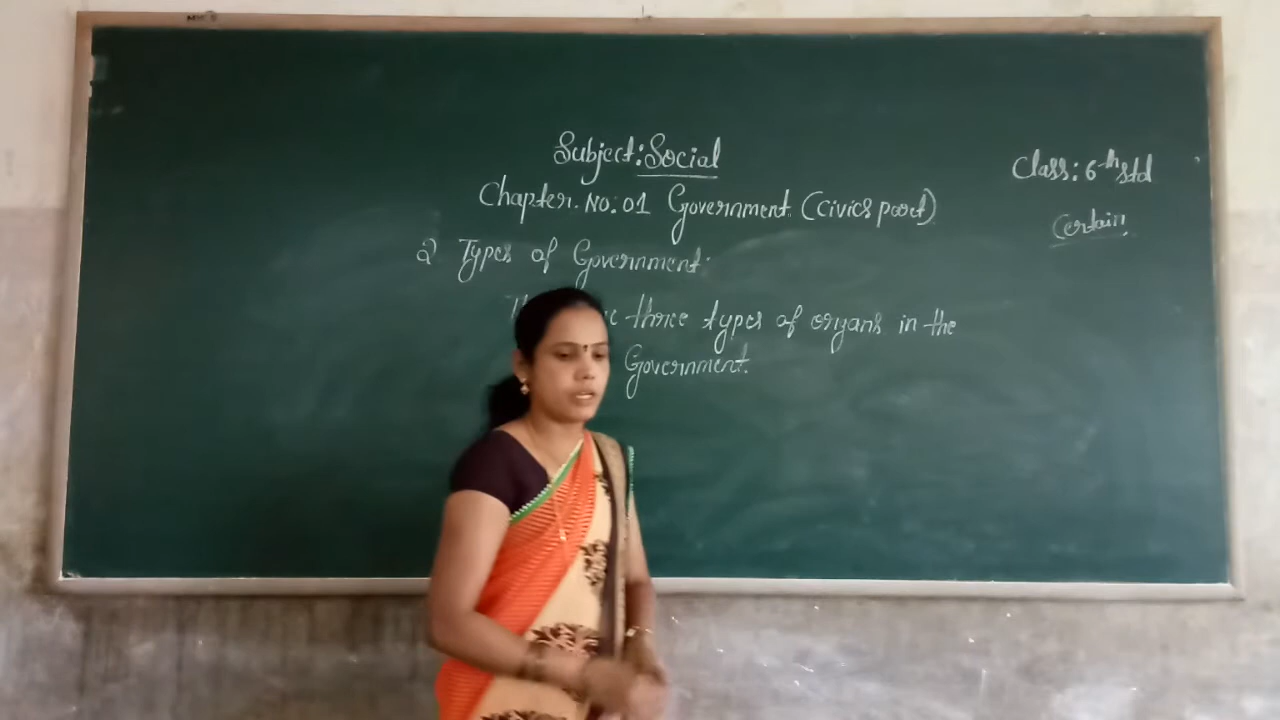 Subject: Social
Class: 6th Std
Chapter. No: 01 Government (Civics part)
Certain
2 Types of Government.
three types of organs in the
Government.